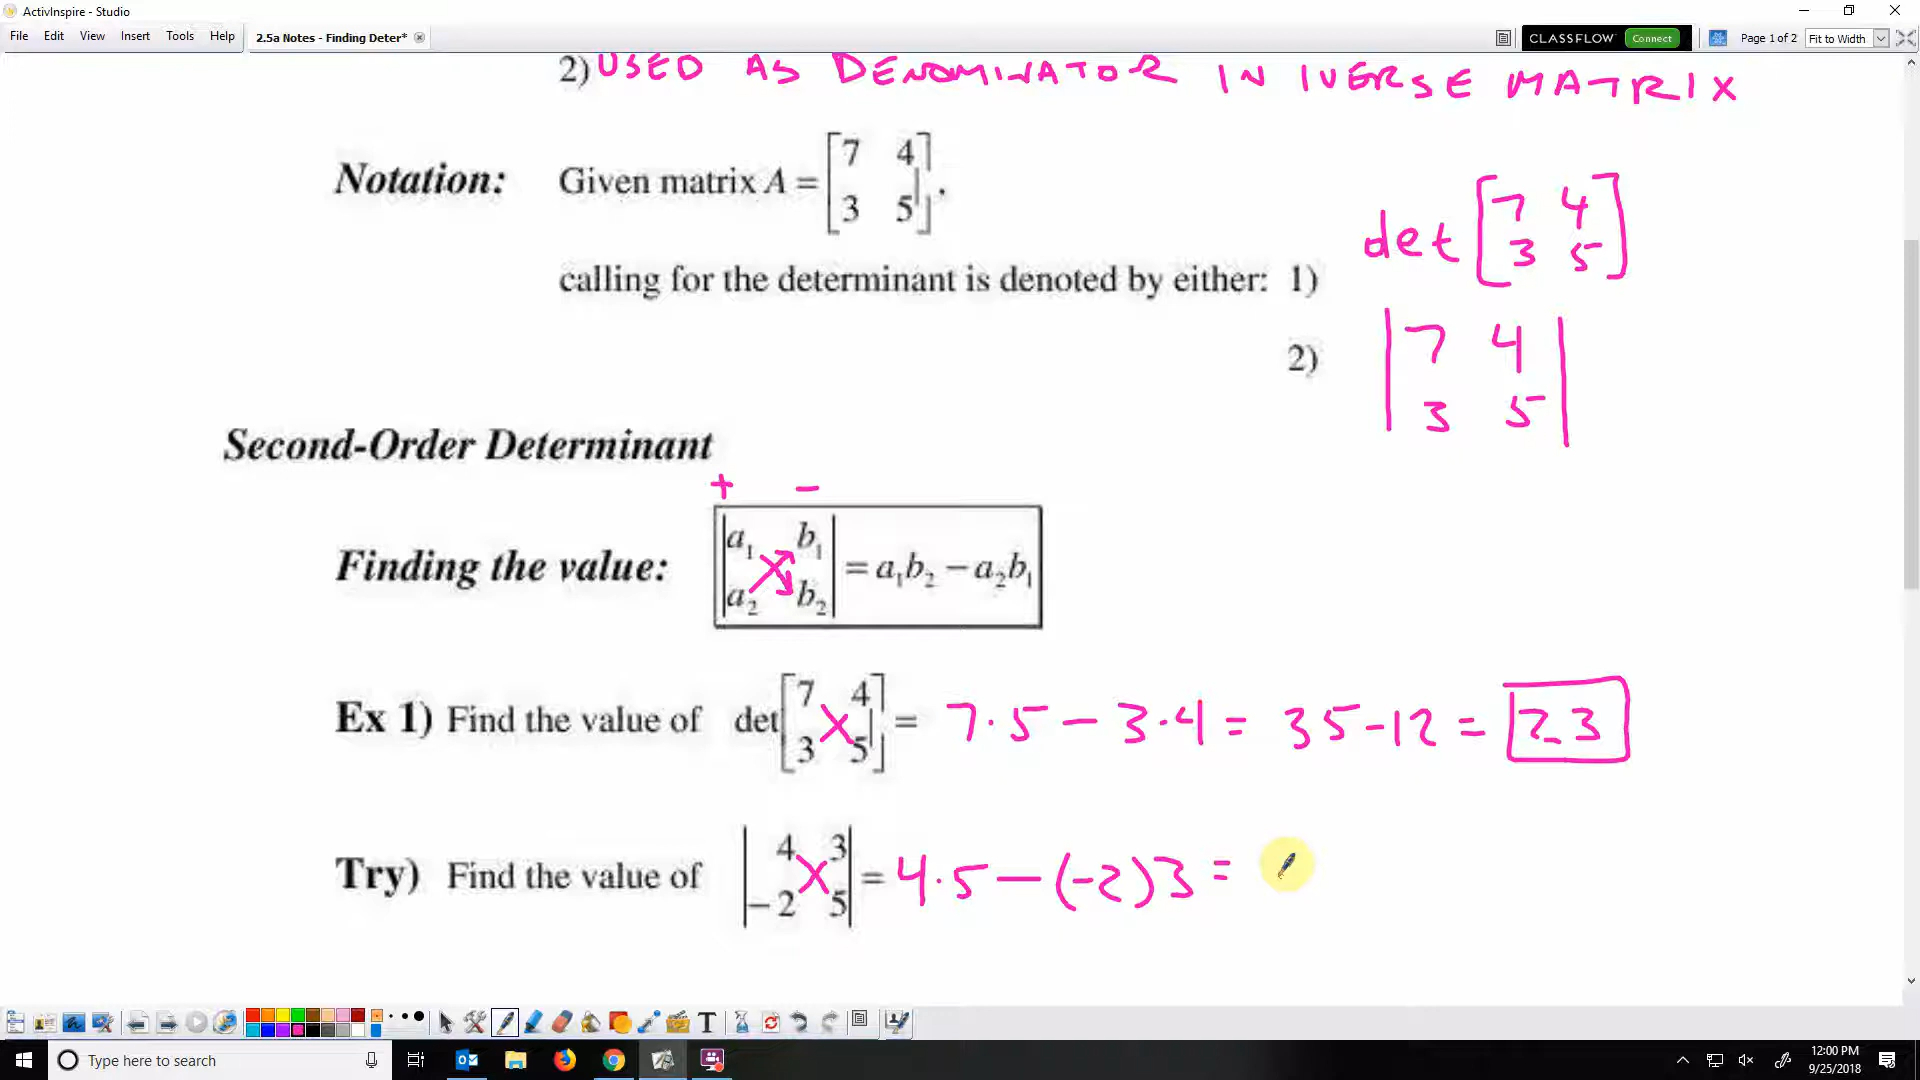 ActivInspire - Studio
File Edit View Insert Tools Help 2.5a Notes - Finding Deter* CLASSFLOW Connect Page 1 of 2 Fit to Width
2) USED AS DENOMINATOR IN IVERSE MATRIX
Notation: Given matrix A = [7 4
3 5],
det [7 4
3 5]
calling for the determinant is denoted by either: 1)
2) |7 4
3 5|
Second-Order Determinant
+ −
Finding the value: |a₁ b₁
a₂ b₂| = a₁b₂ − a₂b₁
Ex 1) Find the value of det [7 4
3 5] = 7·5 − 3·4 = 35-12 = 23
Try) Find the value of |4 3
−2 5| = 4·5 − (-2)3 =
T
Type here to search
12:00 PM
9/25/2018